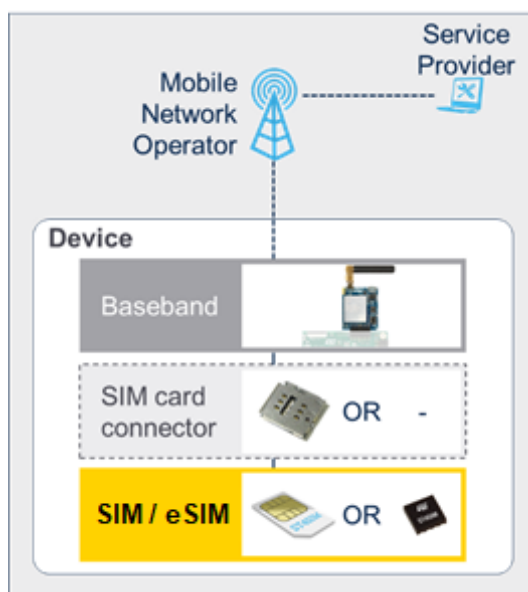 Service
Provider
Mobile
Network
Operator
Device
Baseband
SIM card
connector
OR -
SIM / eSIM
OR